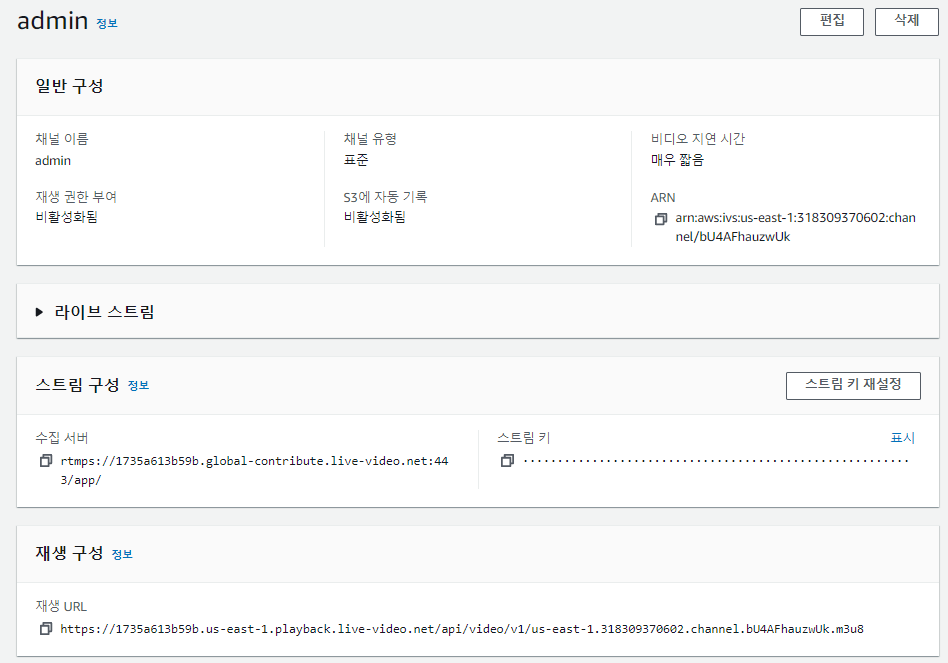 admin 정보
편집
삭제
일반 구성
채널 이름
admin
재생 권한 부여
비활성화됨
채널 유형
표준
S3에 자동 기록
비활성화됨
비디오 지연 시간
매우 짧음
ARN
arn:aws:ivs:us-east-1:318309370602:chan
nel/bU4AFhauzwUk
라이브 스트림
스트림 구성 정보
스트림 키 재설정
수집 서버
rtmps://1735a613b59b.global-contribute.live-video.net:44
3/app/
스트림 키
표시
재생 구성 정보
재생 URL
https://1735a613b59b.us-east-1.playback.live-video.net/api/video/v1/us-east-1.318309370602.channel.bU4AFhauzwUk.m3u8